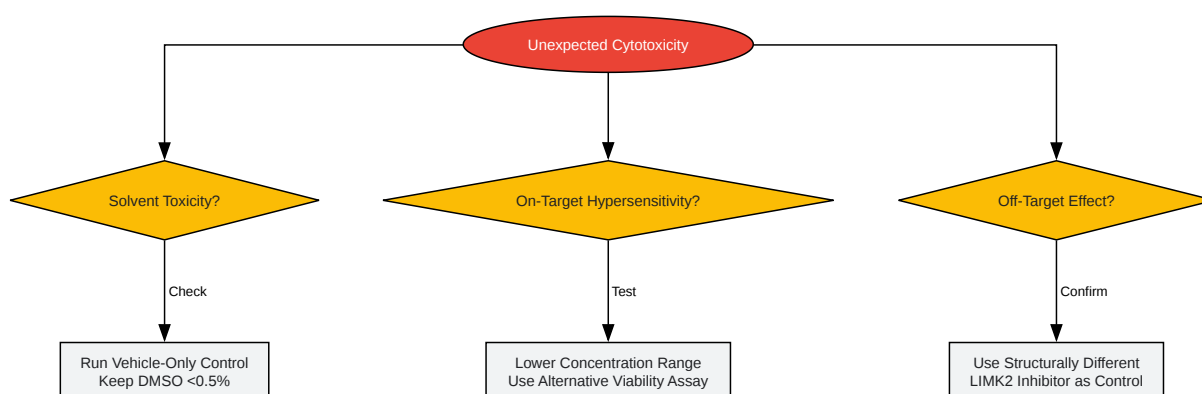 Unexpected Cytotoxicity
Solvent Toxicity?
On-Target Hypersensitivity?
Off-Target Effect?
Check
Test
Confirm
Run Vehicle-Only Control
Keep DMSO <0.5%
Lower Concentration Range
Use Alternative Viability Assay
Use Structurally Different
LIMK2 Inhibitor as Control